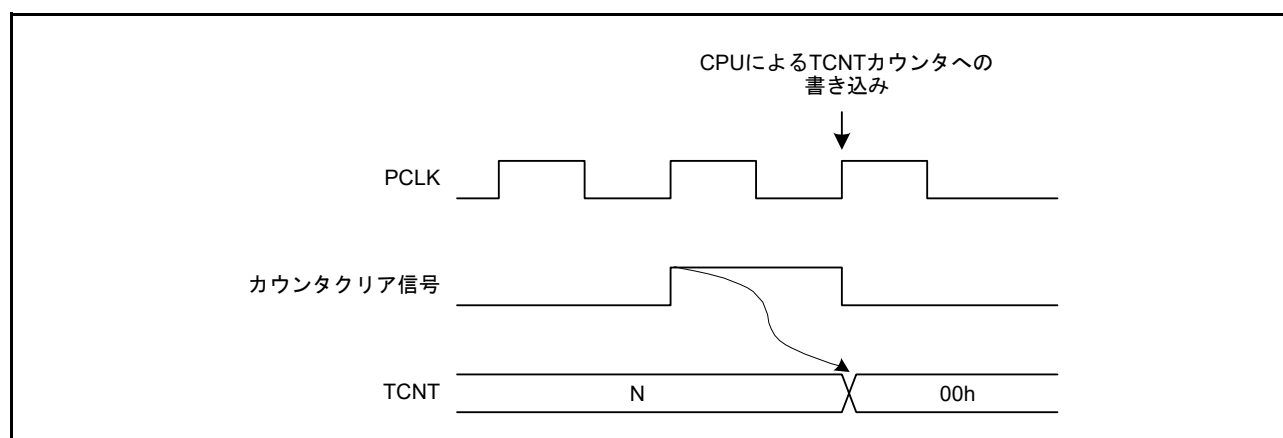 CPUによるTCNTカウンタへの
書き込み
PCLK
カウンタクリア信号
TCNT
N
00h